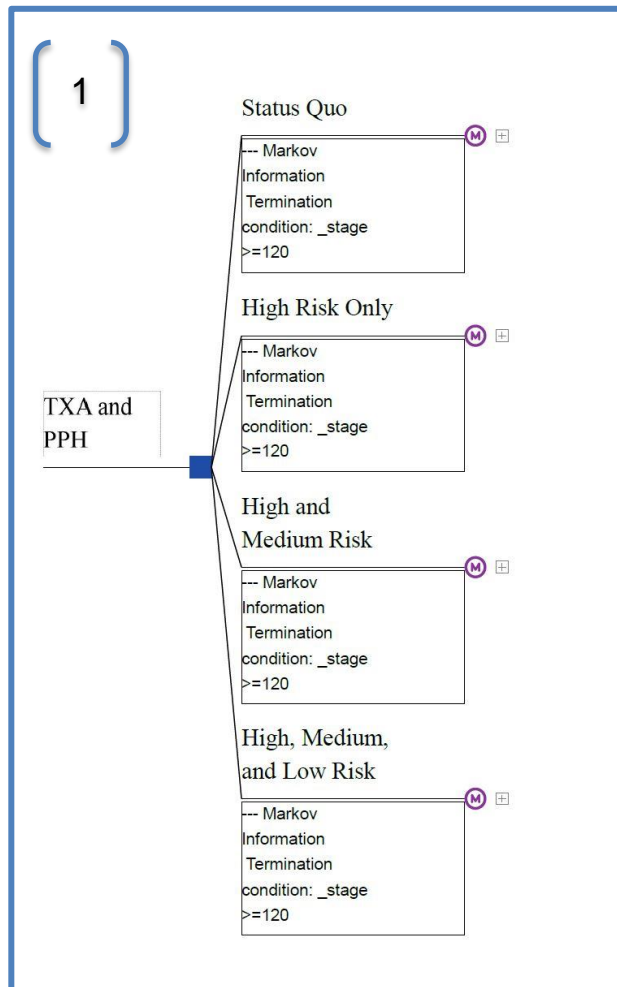 1
Status Quo
M
--- Markov
Information
Termination
condition: _stage
>=120
High Risk Only
M
--- Markov
Information
Termination
condition: _stage
>=120
TXA and
PPH
High and
Medium Risk
M
--- Markov
Information
Termination
condition: _stage
>=120
High, Medium,
and Low Risk
M
--- Markov
Information
Termination
condition: _stage
>=120